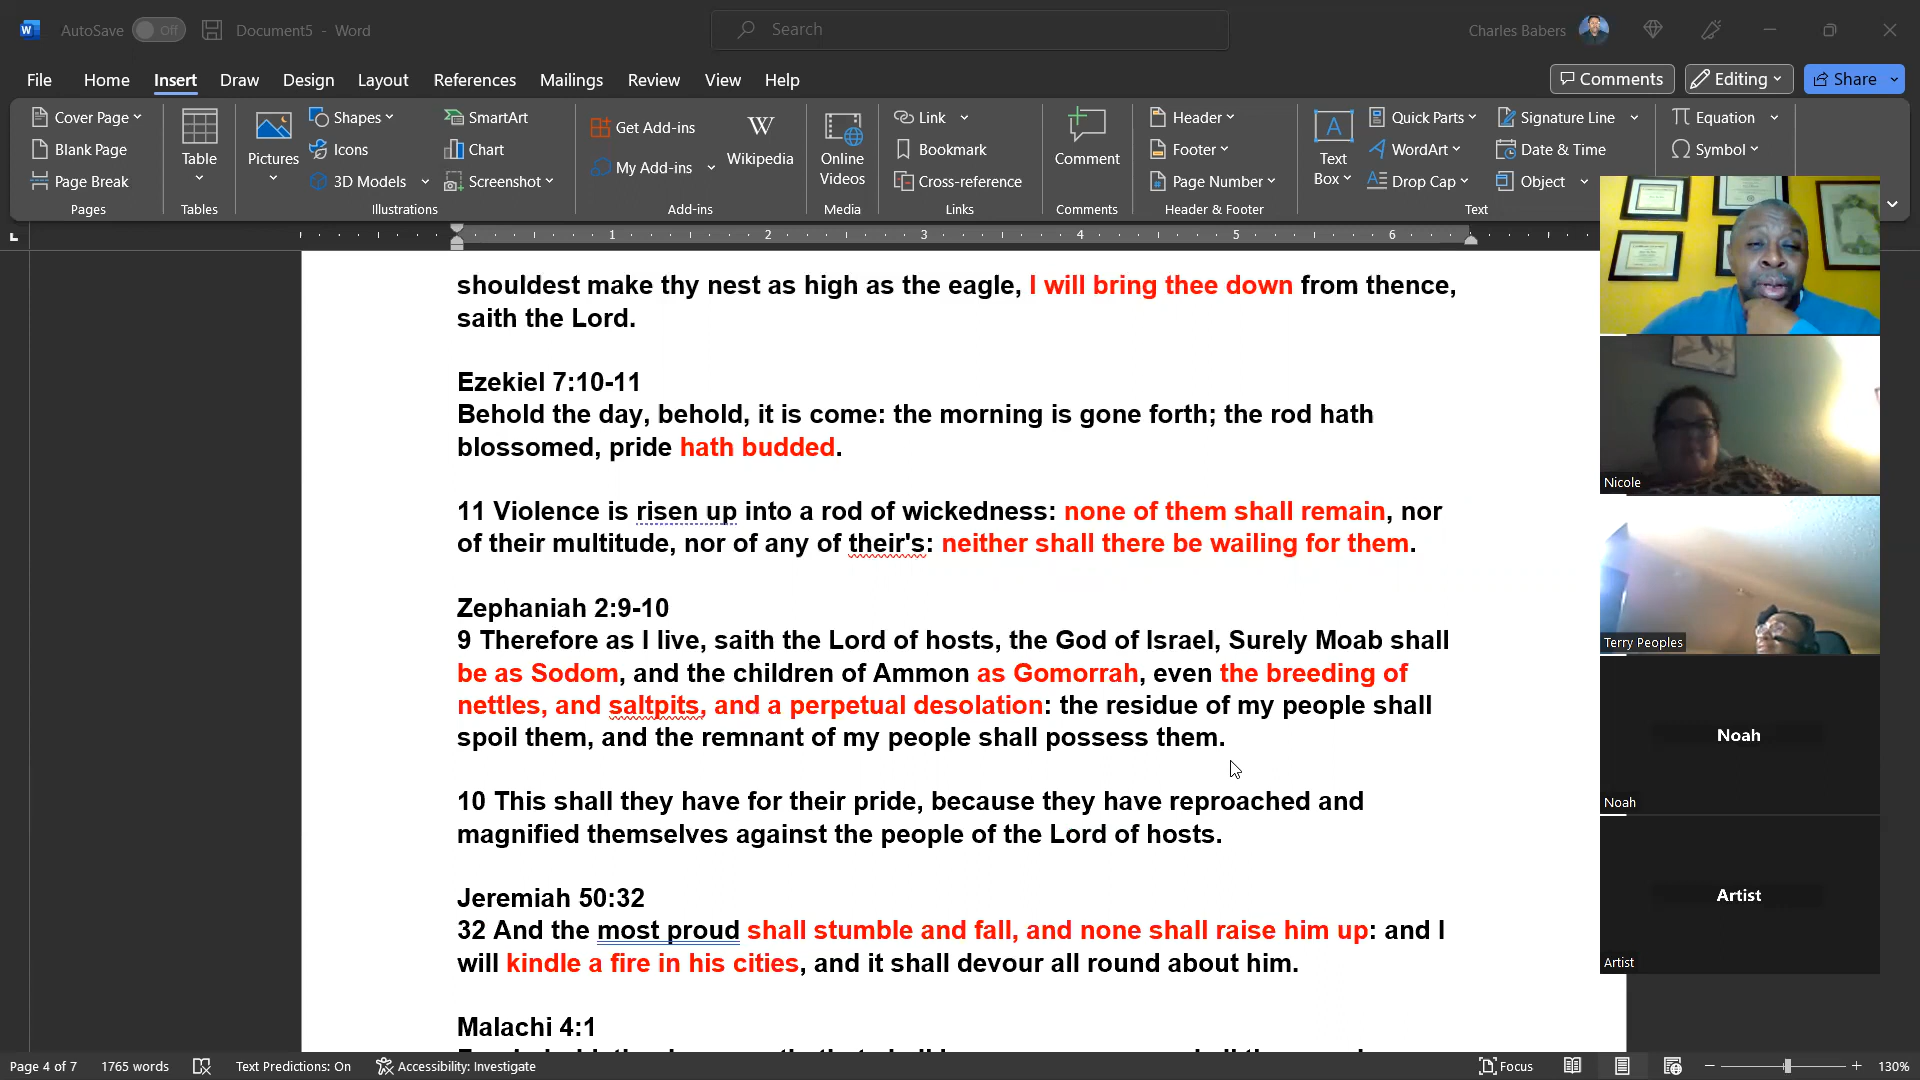 AutoSave Off Document5 - Word Search Charles Babers
File Home Insert Draw Design Layout References Mailings Review View Help Comments Editing Share
Cover Page
Blank Page
Page Break
Pages
Table
Tables
Pictures
Shapes
Icons
3D Models
SmartArt
Chart
Screenshot
Illustrations
Get Add-ins
My Add-ins
W
Wikipedia
Add-ins
Online
Videos
Media
Link
Bookmark
Cross-reference
Links
Comment
Comments
Header
Footer
Page Number
Header & Footer
Text
Box
Quick Parts
WordArt
Drop Cap
Signature Line
Date & Time
Object
Text
Equation
Symbol
1 2 3 4 5 6
shouldest make thy nest as high as the eagle, I will bring thee down from thence,
saith the Lord.
Ezekiel 7:10-11
Behold the day, behold, it is come: the morning is gone forth; the rod hath
blossomed, pride hath budded.
11 Violence is risen up into a rod of wickedness: none of them shall remain, nor
of their multitude, nor of any of their's: neither shall there be wailing for them.
Zephaniah 2:9-10
9 Therefore as I live, saith the Lord of hosts, the God of Israel, Surely Moab shall
be as Sodom, and the children of Ammon as Gomorrah, even the breeding of
nettles, and saltpits, and a perpetual desolation: the residue of my people shall
spoil them, and the remnant of my people shall possess them.
10 This shall they have for their pride, because they have reproached and
magnified themselves against the people of the Lord of hosts.
Jeremiah 50:32
32 And the most proud shall stumble and fall, and none shall raise him up: and I
will kindle a fire in his cities, and it shall devour all round about him.
Malachi 4:1
Nicole
Terry Peoples
Noah
Noah
Artist
Artist
Page 4 of 7 1765 words Text Predictions: On Accessibility: Investigate Focus 130%